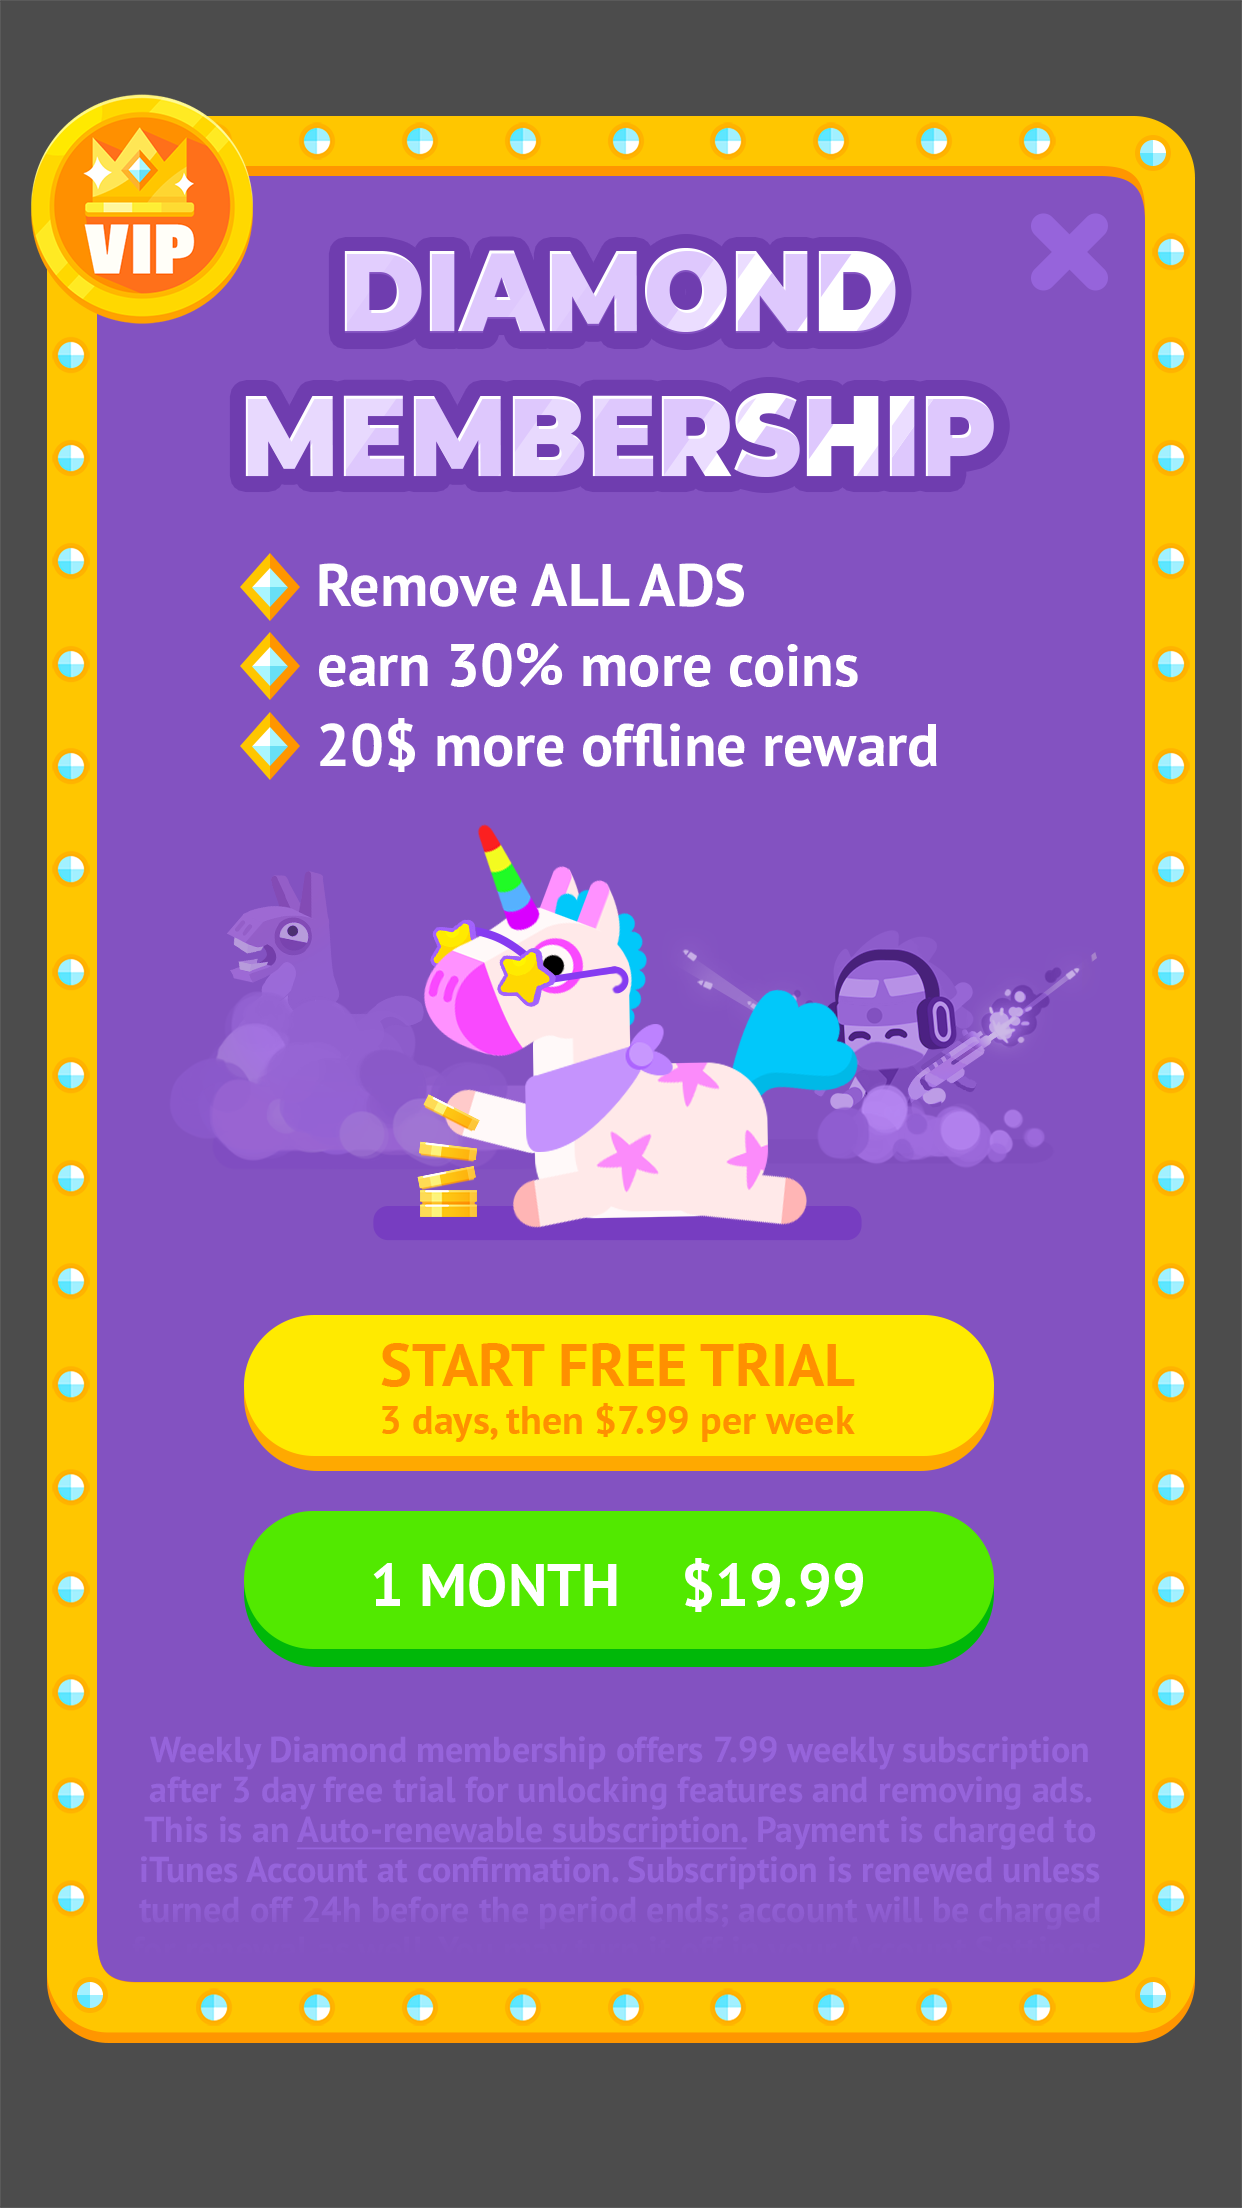 VIP
DIAMOND
MEMBERSHIP
Remove ALL ADS
earn 30% more coins
20$ more offline reward
START FREE TRIAL
3 days, then $7.99 per week
1 MONTH $19.99
Weekly Diamond membership offers 7.99 weekly subscription
after 3 day free trial for unlocking features and removing ads.
This is an Auto-renewable subscription. Payment is charged to
iTunes Account at confirmation. Subscription is renewed unless
turned off 24h before the period ends; account will be charged